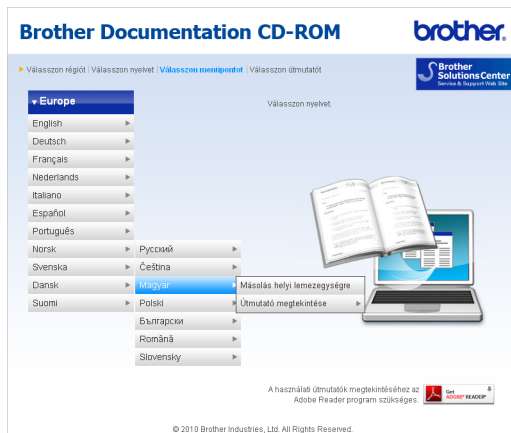 Brother Documentation CD-ROM
brother.
Válasszon régiót | Válasszon nyelvet | Válasszon menüpontot | Válasszon útmutatót
Brother
Solutions Center
Service & Support Web Site
Europe
Válasszon nyelvet
English
Deutsch
Français
Nederlands
Italiano
Español
Português
Norsk
Svenska
Dansk
Suomi
Русский
Čeština
Magyar
Polski
Български
Română
Slovensky
Másolás helyi lemezegységre
Útmutató megtekintése
A használati útmutatók megtekintéséhez az
Adobe Reader program szükséges.
Get
ADOBE® READER®
© 2010 Brother Industries, Ltd. All Rights Reserved.